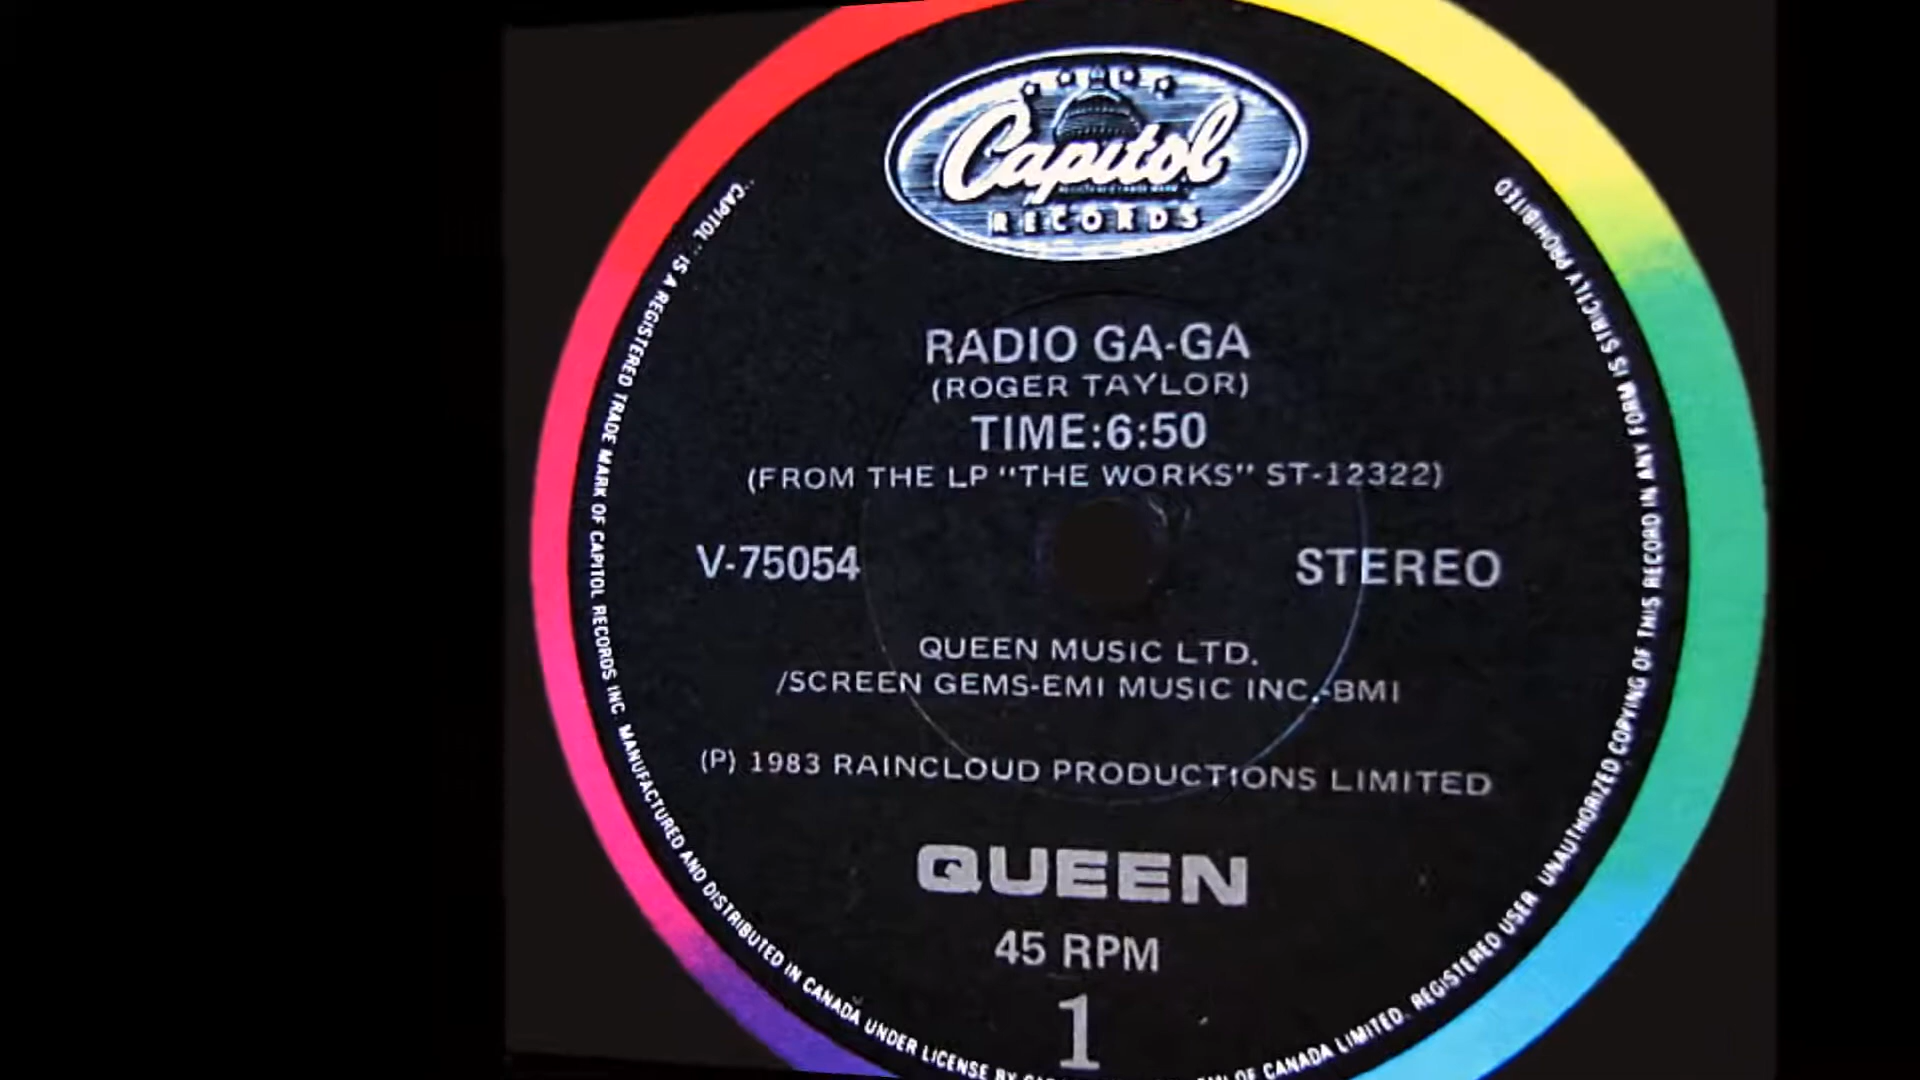 Capitol
RECORDS
RADIO GA-GA
(ROGER TAYLOR)
TIME:6:50
(FROM THE LP "THE WORKS" ST-12322)
V-75054
STEREO
QUEEN MUSIC LTD.
/SCREEN GEMS-EMI MUSIC INC.-BMI
(P) 1983 RAINCLOUD PRODUCTIONS LIMITED
QUEEN
45 RPM
1
"CAPITOL" IS A REGISTERED TRADE MARK OF CAPITOL RECORDS INC. MANUFACTURED AND DISTRIBUTED IN CANADA UNDER LICENSE BY OF CANADA LIMITED. REGISTERED USER. UNAUTHORIZED COPYING OF THIS RECORD IN ANY FORM IS STRICTLY PROHIBITED